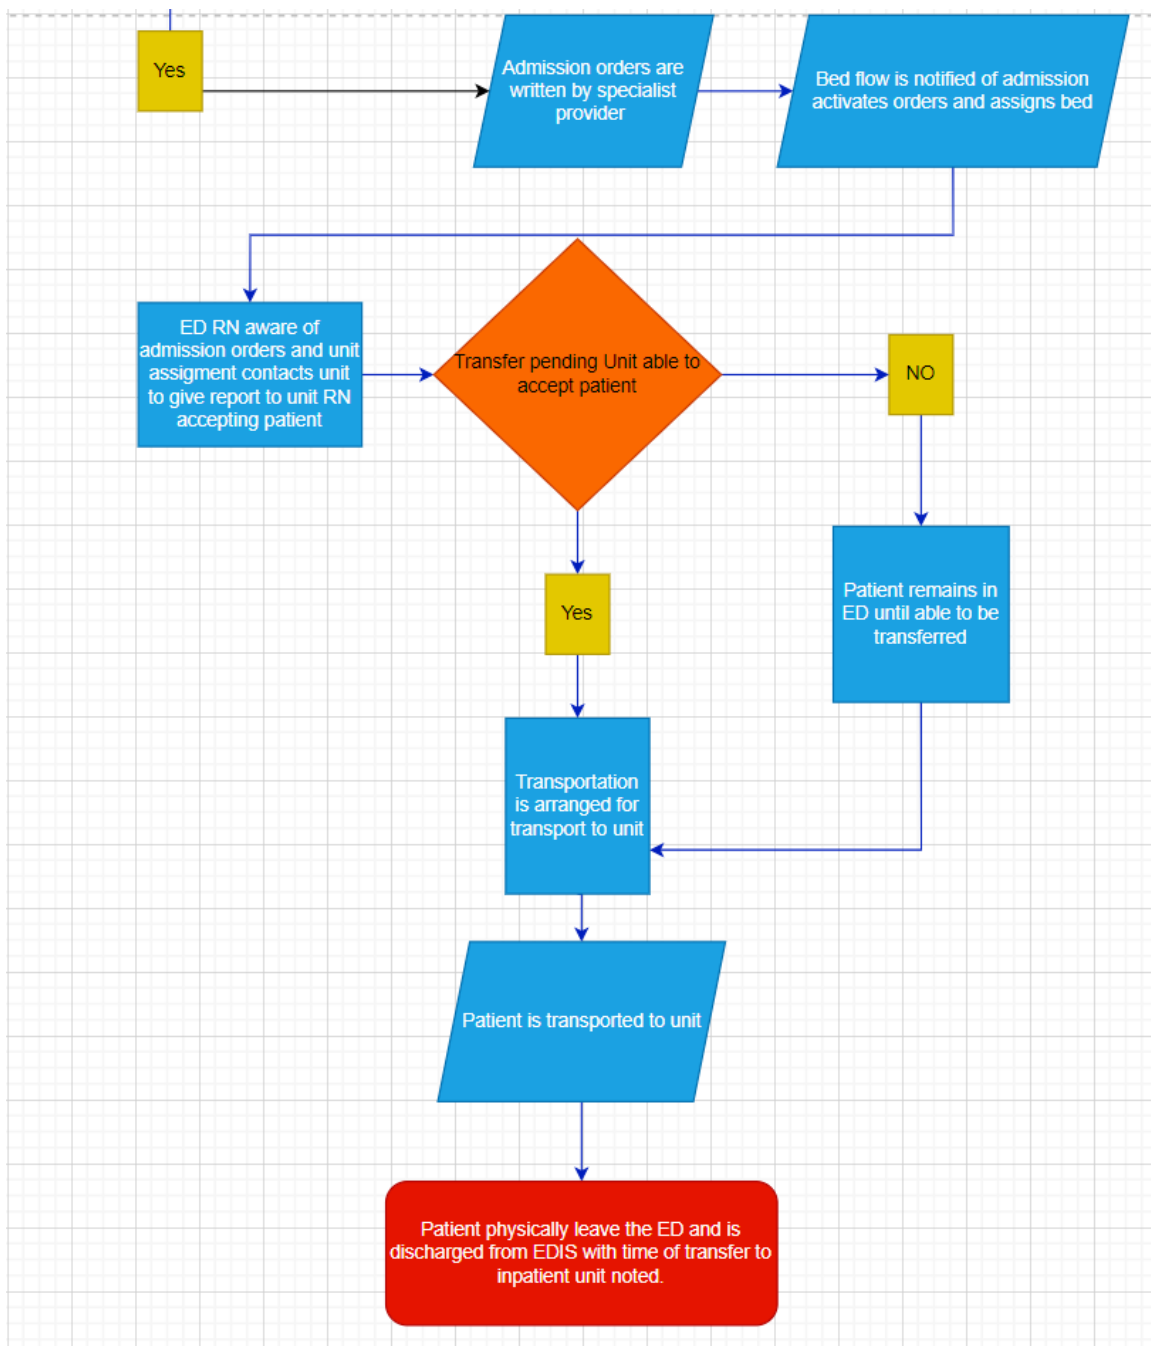 Yes
Admission orders are
written by specialist
provider
Bed flow is notified of admission
activates orders and assigns bed
ED RN aware of
admission orders and unit
assigment contacts unit
to give report to unit RN
accepting patient
Transfer pending Unit able to
accept patient
NO
Yes
Patient remains in
ED until able to be
transferred
Transportation
is arranged for
transport to unit
Patient is transported to unit
Patient physically leave the ED and is
discharged from EDIS with time of transfer to
inpatient unit noted.